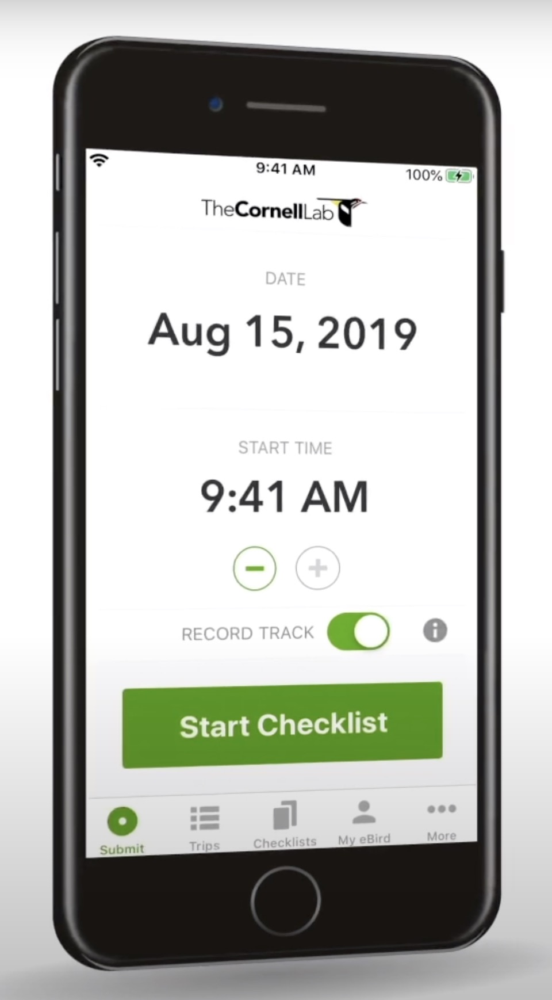 9:41 AM
100%
TheCornellLab
DATE
Aug 15, 2019
START TIME
9:41 AM
RECORD TRACK
Start Checklist
Submit
Trips
Checklists
My eBird
More